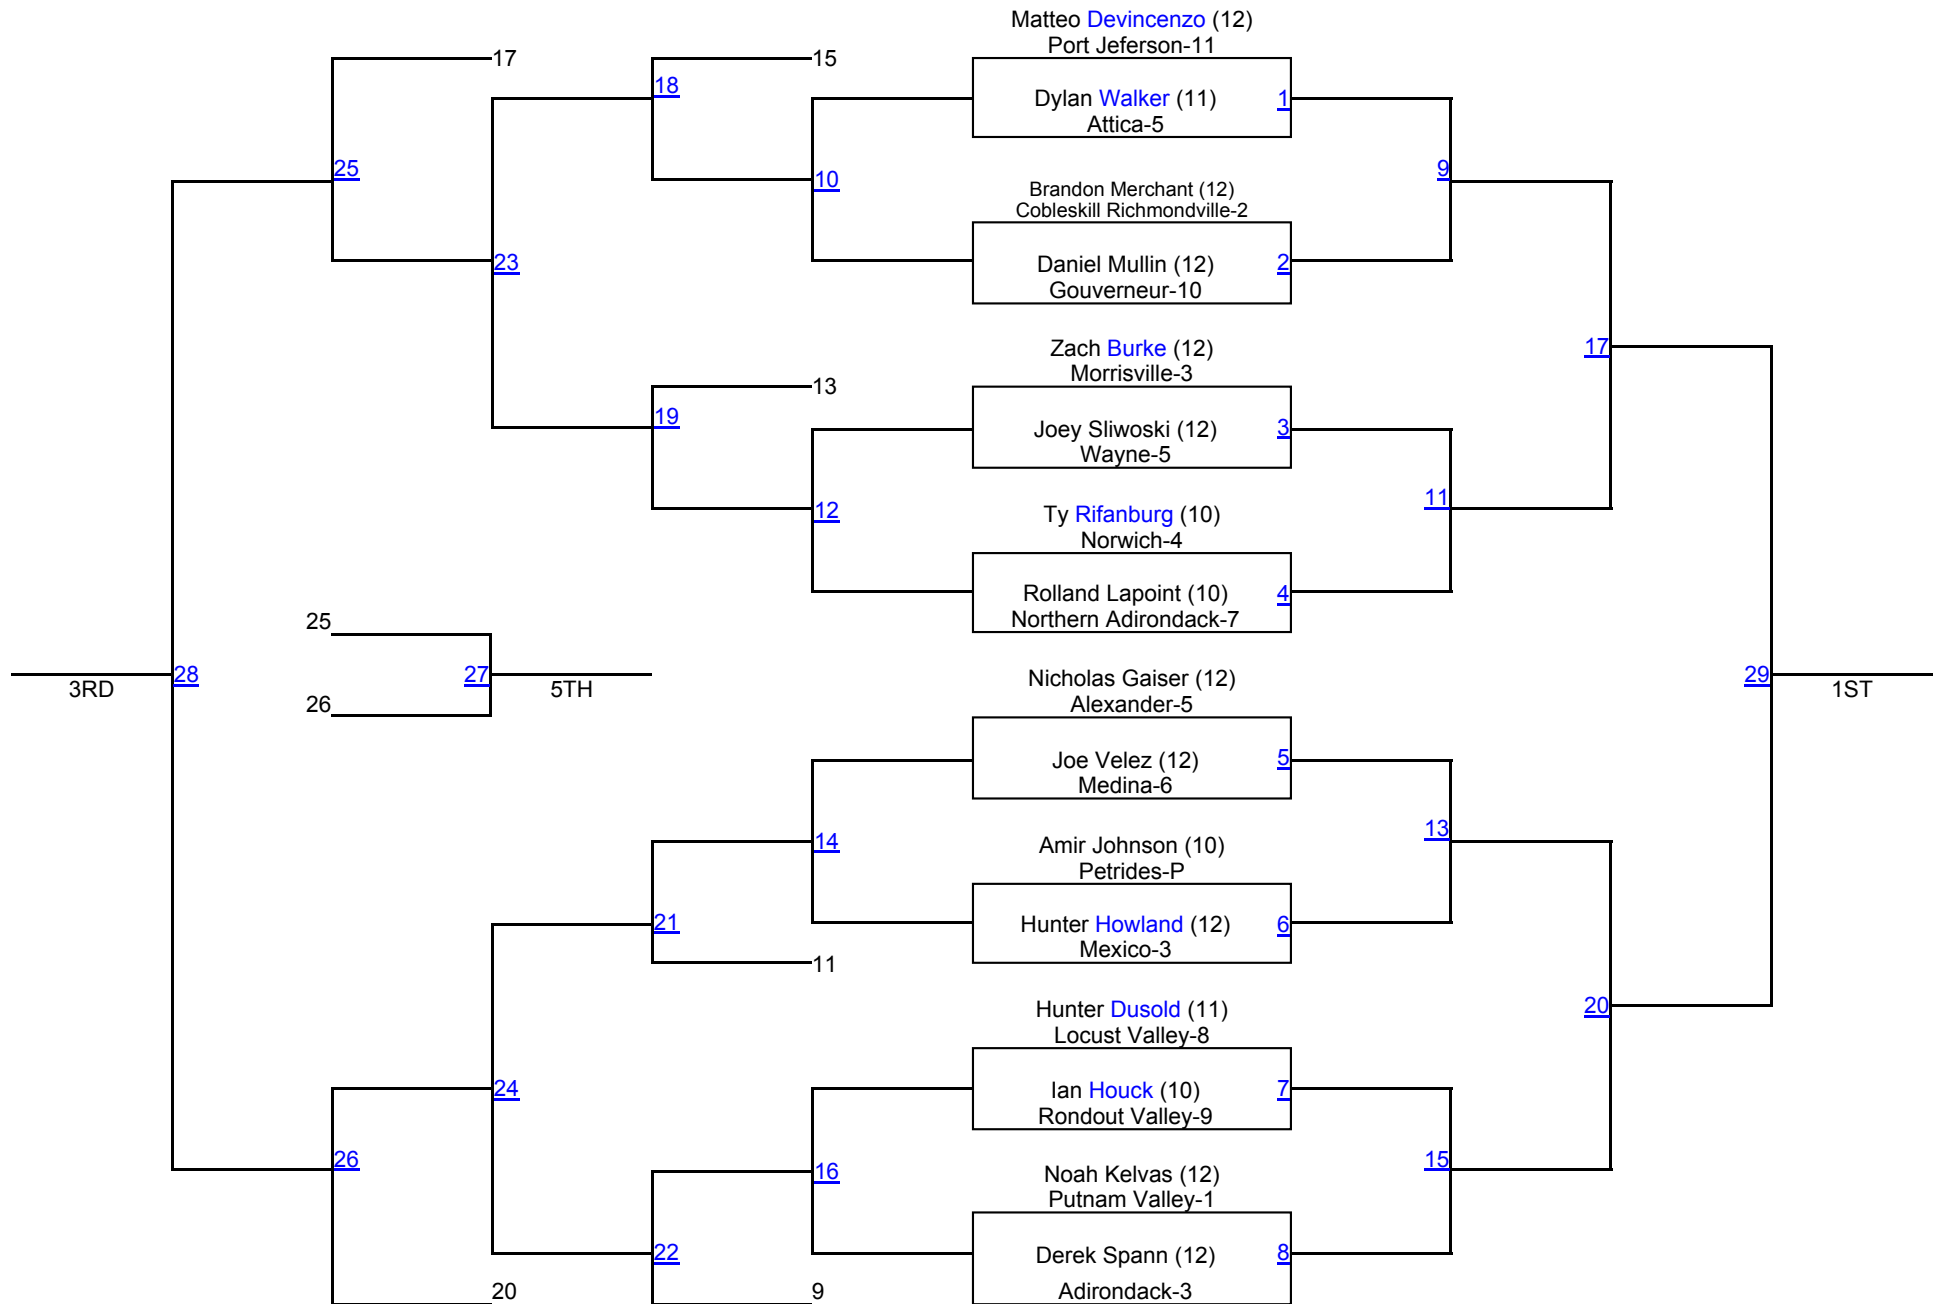 Matteo Devincenzo (12)
Port Jeferson-11
17
15
18
Dylan Walker (11)
1
Attica-5
25
10
9
Brandon Merchant (12)
Cobleskill Richmondville-2
23
Daniel Mullin (12)
2
Gouverneur-10
Zach Burke (12)
17
Morrisville-3
13
19
Joey Sliwoski (12)
3
Wayne-5
12
11
Ty Rifanburg (10)
Norwich-4
Rolland Lapoint (10)
4
Northern Adirondack-7
25
28
3RD
27
5TH
Nicholas Gaiser (12)
29
1ST
26
Alexander-5
Joe Velez (12)
5
Medina-6
14
13
Amir Johnson (10)
Petrides-P
21
Hunter Howland (12)
6
Mexico-3
11
Hunter Dusold (11)
20
Locust Valley-8
24
Ian Houck (10)
7
Rondout Valley-9
26
16
15
Noah Kelvas (12)
Putnam Valley-1
22
Derek Spann (12)
8
20
9
Adirondack-3